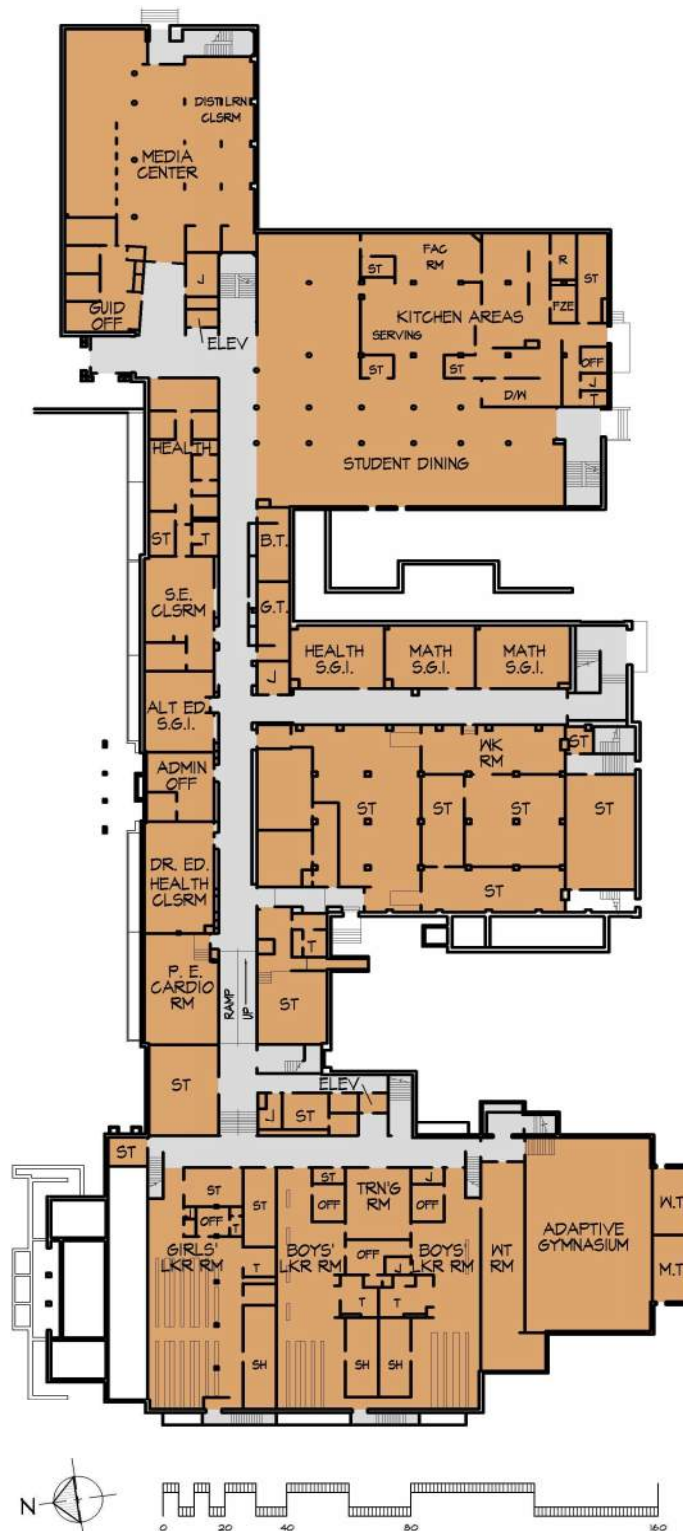 DIST LRN
CLSRM
MEDIA
CENTER
FAC
RM
ST
R
ST
J
GUID
OFF
FZE
KITCHEN AREAS
SERVING
ELEV
ST
ST
OFF
J
D/W
T
HEALTH
STUDENT DINING
ST
T
B.T.
S.E.
CLSRM
G.T.
HEALTH
S.G.I.
MATH
S.G.I.
MATH
S.G.I.
J
ALT ED.
S.G.I.
WK
RM
ST
ADMIN
OFF
ST
ST
ST
ST
DR. ED.
HEALTH
CLSRM
ST
T
P. E.
CARDIO
RM
RAMP
UP
ST
ST
ELEV
J
ST
ST
ST
ST
ST
TRN'G
RM
J
OFF
T
OFF
OFF
GIRLS'
LKR RM
BOYS'
LKR RM
OFF
BOYS'
LKR RM
WT
RM
ADAPTIVE
GYMNASIUM
W.T
M.T
T
J
T
T
SH
SH
SH
N
0
20
40
80
160